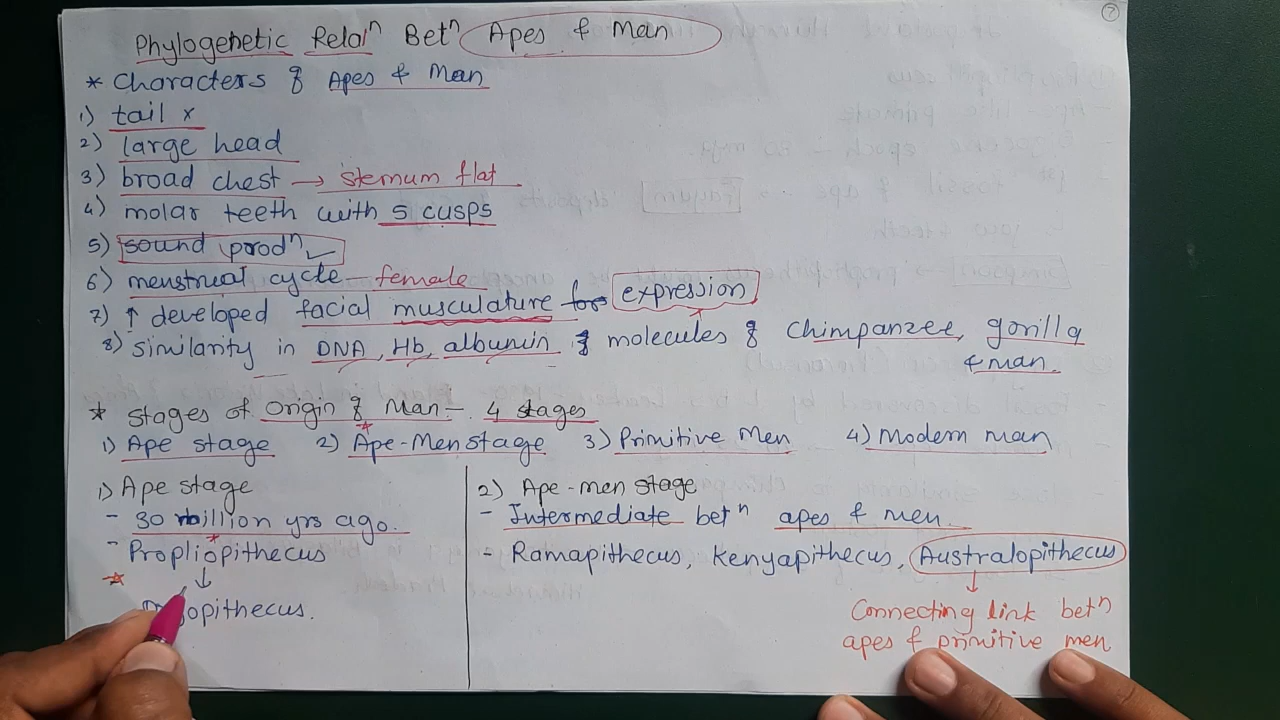 ?
Phylogenetic Relaⁿ Betⁿ Apes & Man
* Characters of Apes & Man
1) tail x
2) large head
3) broad chest → sternum flat
4) molar teeth with 5 cusps
5) sound prodⁿ ✓
6) menstrual cycle - female
7) ↑ developed facial musculature for expression
8) similarity in DNA, Hb, albumin of molecules of chimpanzee, gorilla
& man.
* Stages of Origin of Man - 4 stages
1) Ape stage 2) Ape-Men stage 3) Primitive Men 4) Modern man
1) Ape stage
- 30 million yrs ago.
- Propliopithecus
↓
opithecus.
2) Ape-men stage
- Intermediate betⁿ apes & men.
- Ramapithecus, Kenyapithecus, Australopithecus
↓
Connecting link betⁿ
apes & primitive men